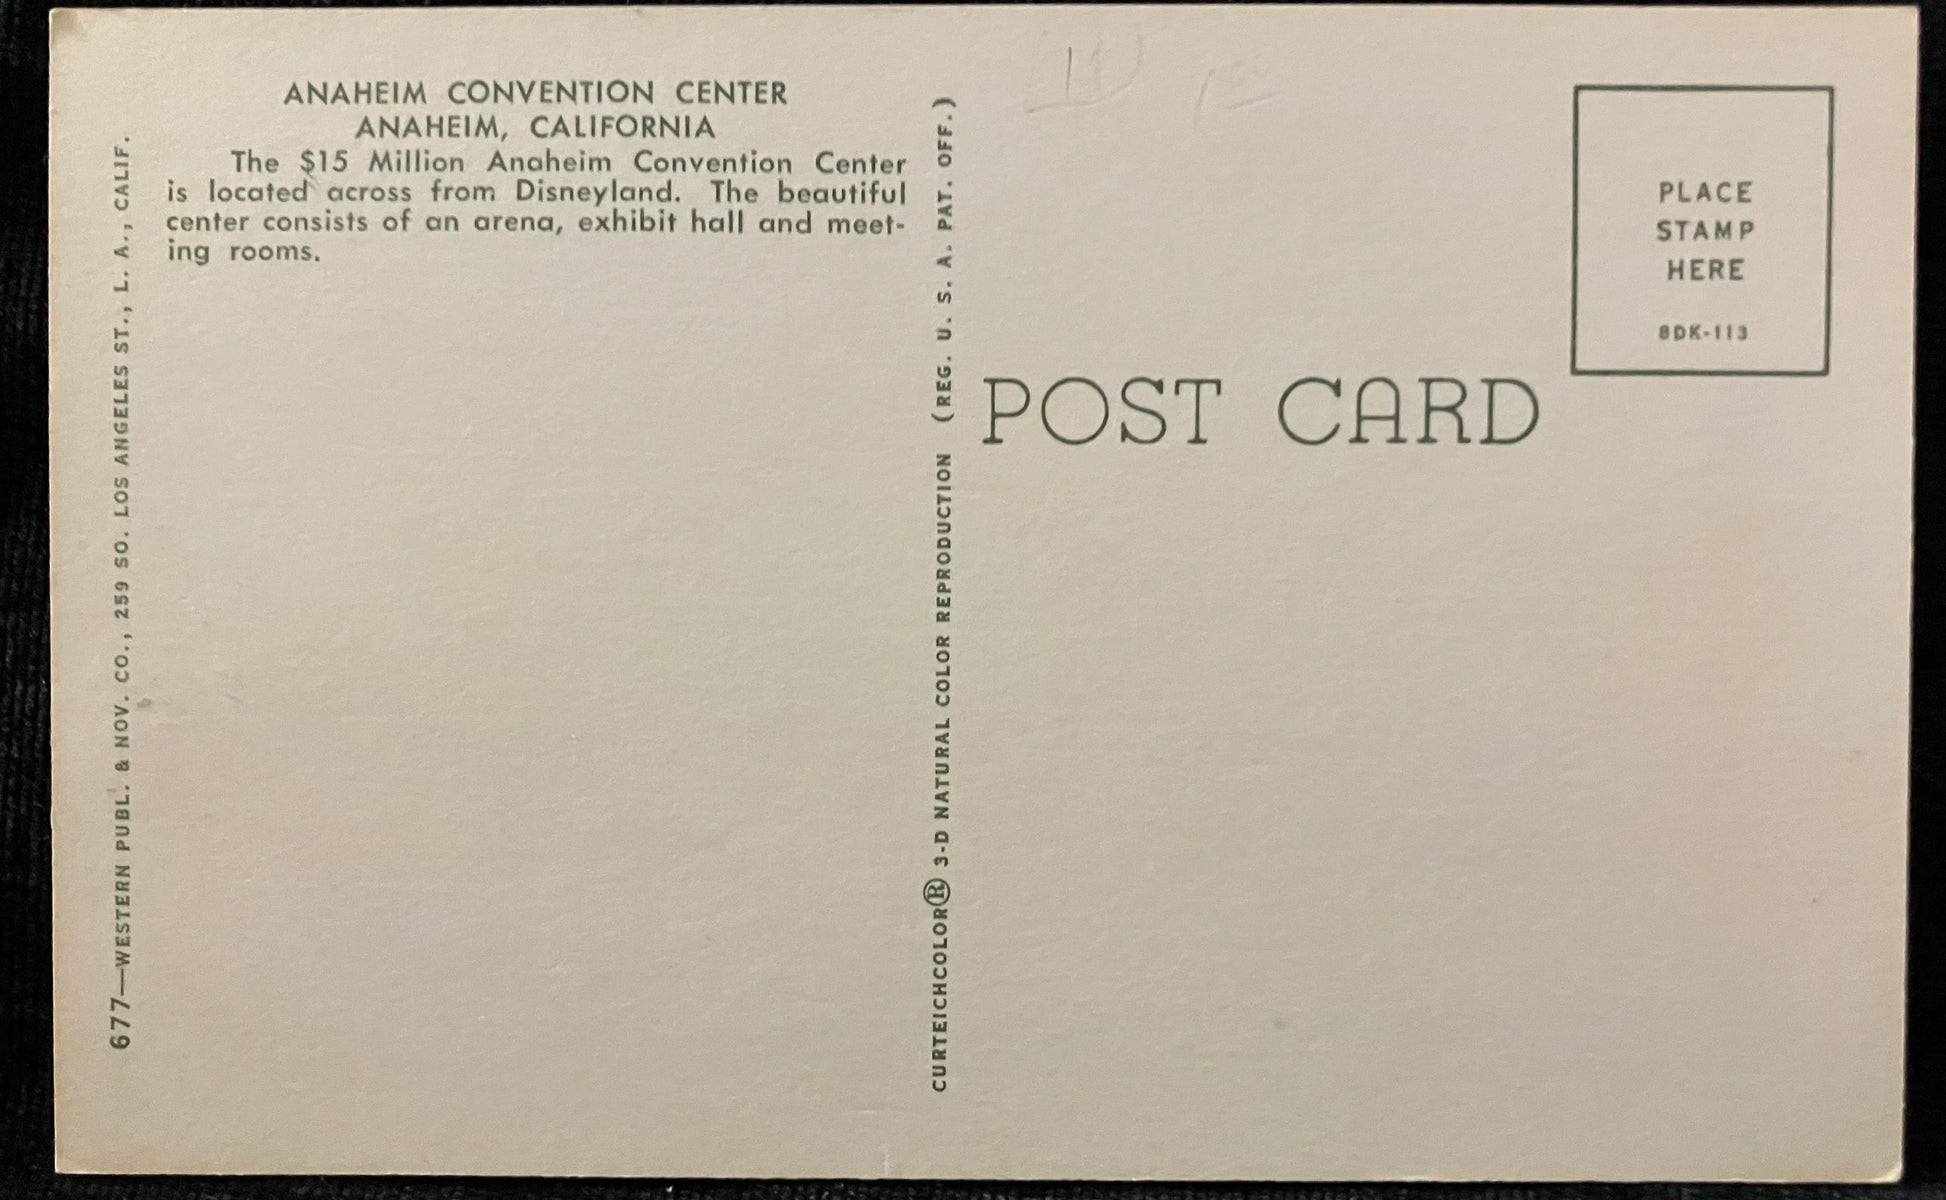 ANAHEIM CONVENTION CENTER
ANAHEIM, CALIFORNIA
The $15 Million Anaheim Convention Center
is located across from Disneyland. The beautiful
center consists of an arena, exhibit hall and meet-
ing rooms.
677—WESTERN PUBL. & NOV. CO., 259 SO. LOS ANGELES ST., L. A., CALIF.
CURTEICHCOLOR® 3-D NATURAL COLOR REPRODUCTION (REG. U. S. A. PAT. OFF.)
POST CARD
PLACE
STAMP
HERE
8DK-113